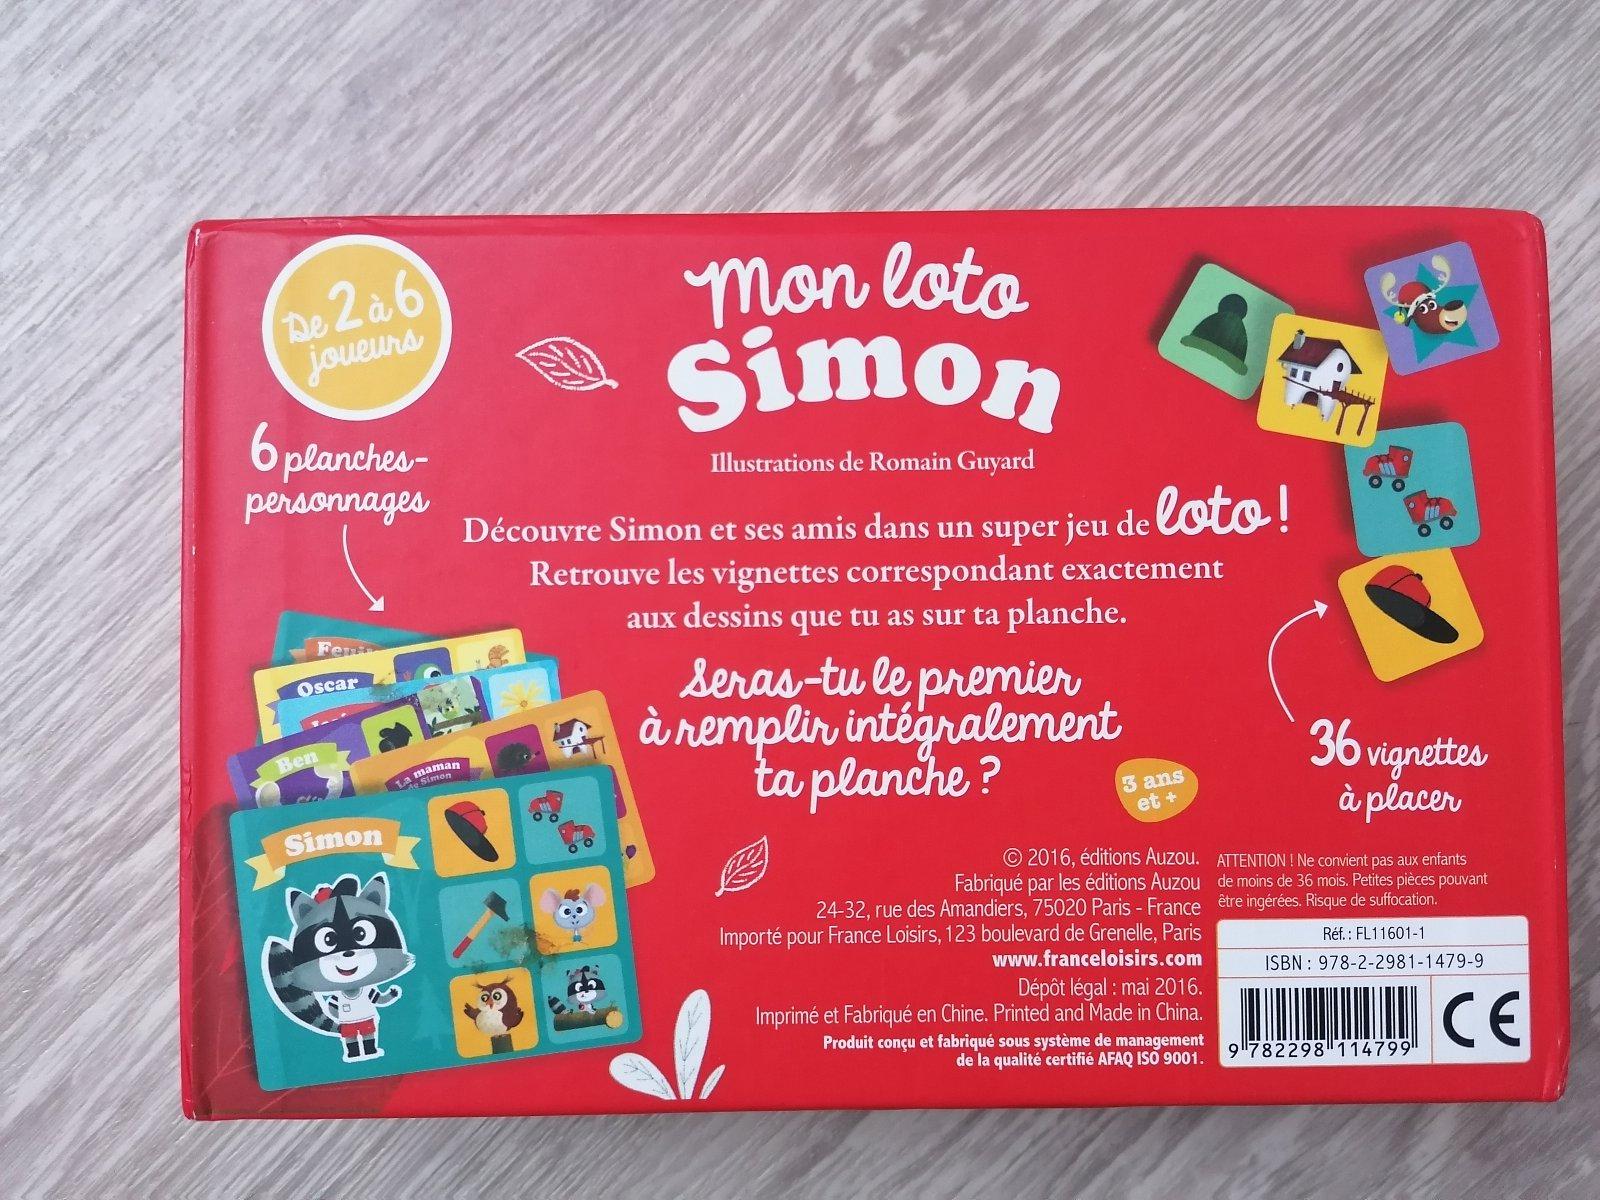 De 2 à 6
joueurs
Mon loto
Simon
Illustrations de Romain Guyard
6 planches-
personnages
Découvre Simon et ses amis dans un super jeu de loto !
Retrouve les vignettes correspondant exactement
aux dessins que tu as sur ta planche.
Seras-tu le premier
à remplir intégralement
ta planche ?
3 ans
et +
36 vignettes
à placer
Oscar
Ben
La maman
de Simon
Simon
© 2016, éditions Auzou.
Fabriqué par les éditions Auzou
24-32, rue des Amandiers, 75020 Paris - France
Importé pour France Loisirs, 123 boulevard de Grenelle, Paris
www.franceloisirs.com
Dépôt légal : mai 2016.
Imprimé et Fabriqué en Chine. Printed and Made in China.
Produit conçu et fabriqué sous système de management
de la qualité certifié AFAQ ISO 9001.
ATTENTION ! Ne convient pas aux enfants
de moins de 36 mois. Petites pièces pouvant
être ingérées. Risque de suffocation.
Réf. : FL11601-1
ISBN : 978-2-2981-1479-9
9 782298 114799
CE